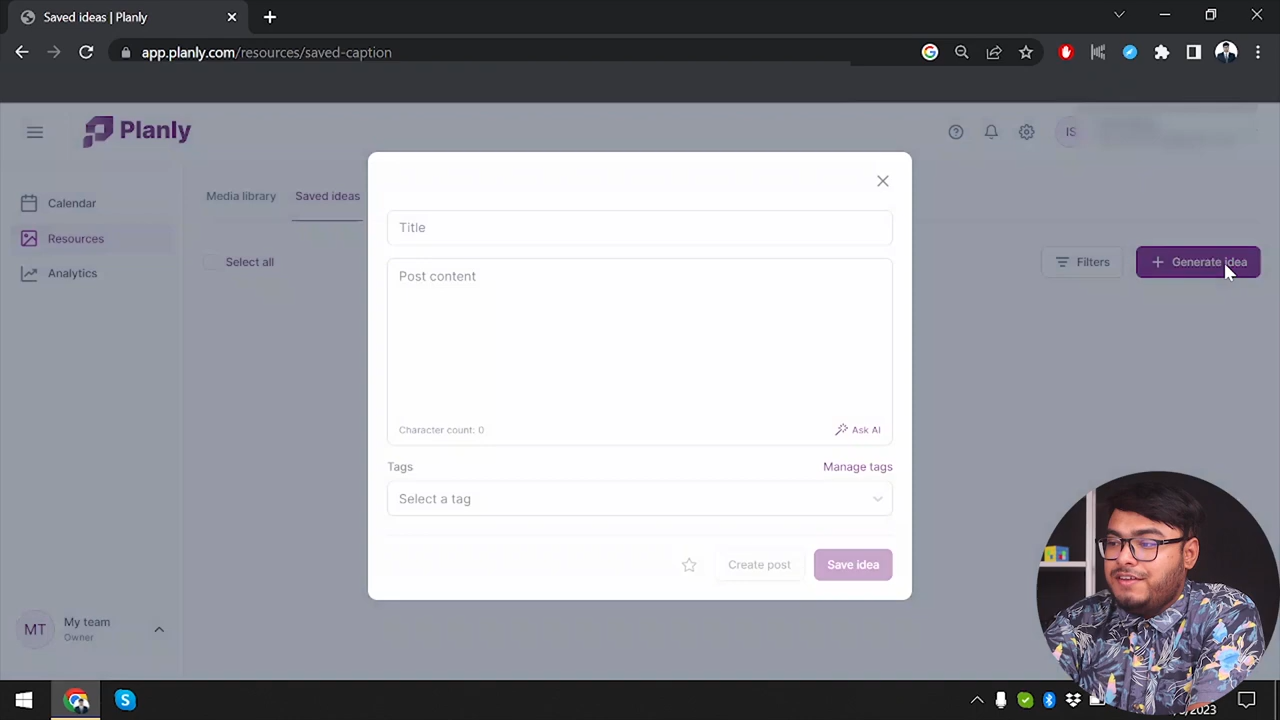 Saved ideas | Planly
app.planly.com/resources/saved-caption
Planly
IS
Calendar
Resources
Analytics
Media library
Saved ideas
Select all
Filters
Generate idea
Title
Post content
Character count: 0
Ask AI
Tags
Manage tags
Select a tag
Create post
Save idea
MT
My team
Owner